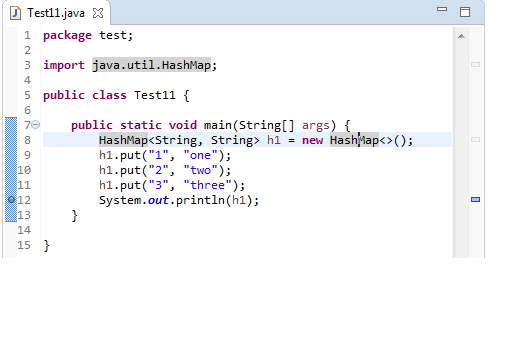 Test11.java
1 package test;
2
3 import java.util.HashMap;
4
5 public class Test11 {
6
7 public static void main(String[] args) {
8 HashMap<String, String> h1 = new HashMap<>();
9 h1.put("1", "one");
10 h1.put("2", "two");
11 h1.put("3", "three");
12 System.out.println(h1);
13 }
14
15 }